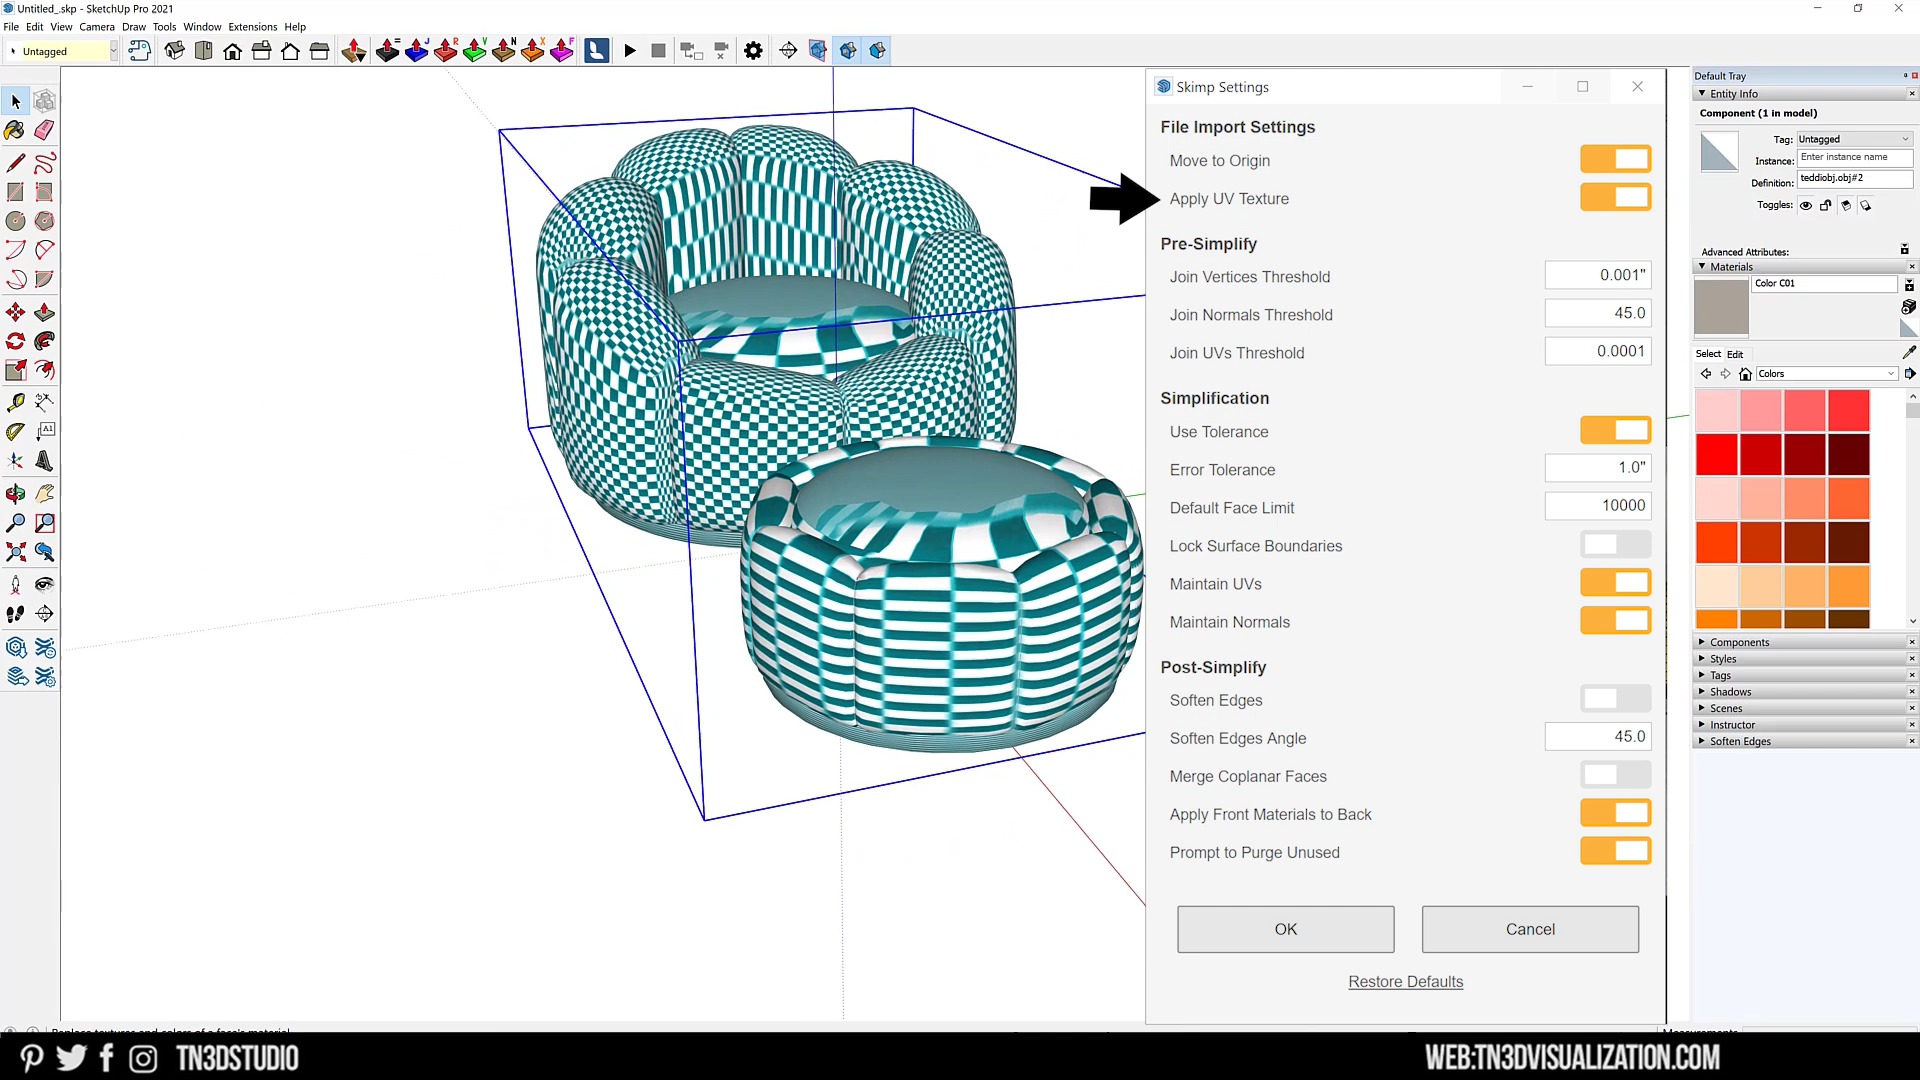 Untitled_.skp - SketchUp Pro 2021
File Edit View Camera Draw Tools Window Extensions Help
Untagged
Skimp Settings
File Import Settings
Move to Origin
Apply UV Texture
Pre-Simplify
Join Vertices Threshold 0.001"
Join Normals Threshold 45.0
Join UVs Threshold 0.0001
Simplification
Use Tolerance
Error Tolerance 1.0"
Default Face Limit 10000
Lock Surface Boundaries
Maintain UVs
Maintain Normals
Post-Simplify
Soften Edges
Soften Edges Angle 45.0
Merge Coplanar Faces
Apply Front Materials to Back
Prompt to Purge Unused
OK Cancel
Restore Defaults
Default Tray
Entity Info
Component (1 in model)
Tag: Untagged
Instance: Enter instance name
Definition: teddiobj.obj#2
Toggles:
Advanced Attributes:
Materials
Color C01
Select Edit
Colors
Components
Styles
Tags
Shadows
Scenes
Instructor
Soften Edges
TN3DSTUDIO
WEB:TN3DVISUALIZATION.COM